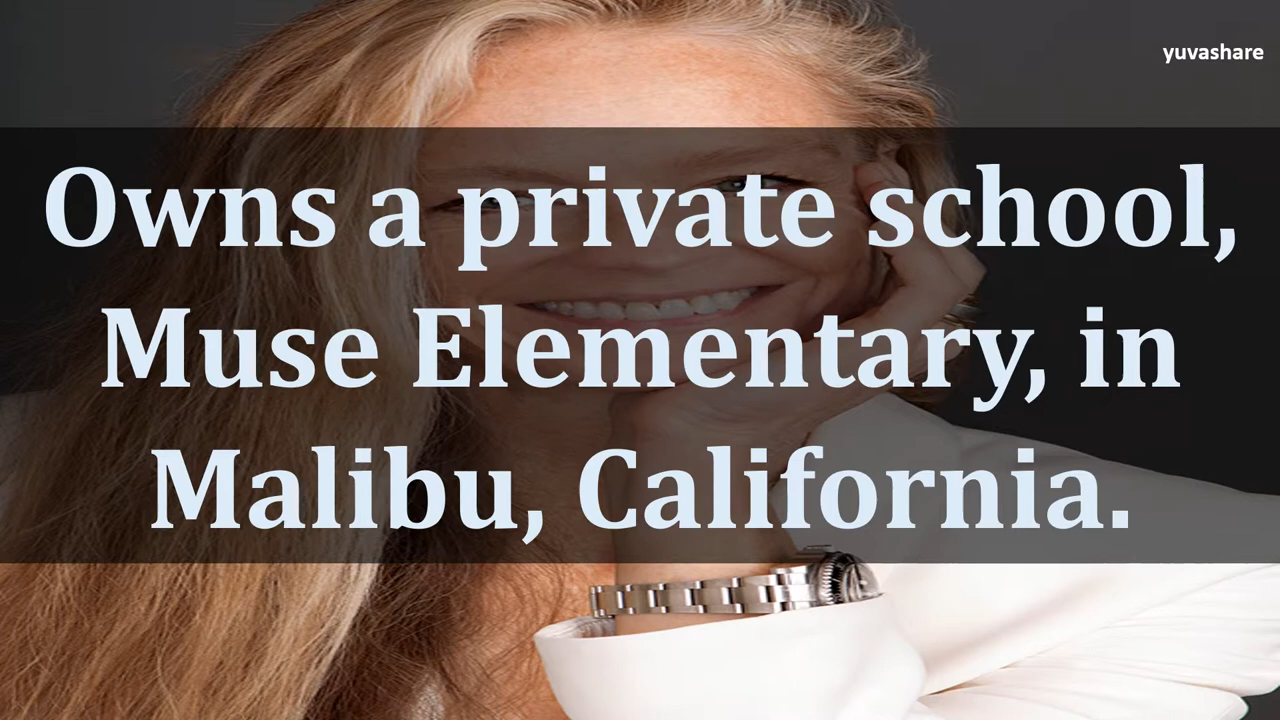 yuvashare
Owns a private school,
Muse Elementary, in
Malibu, California.